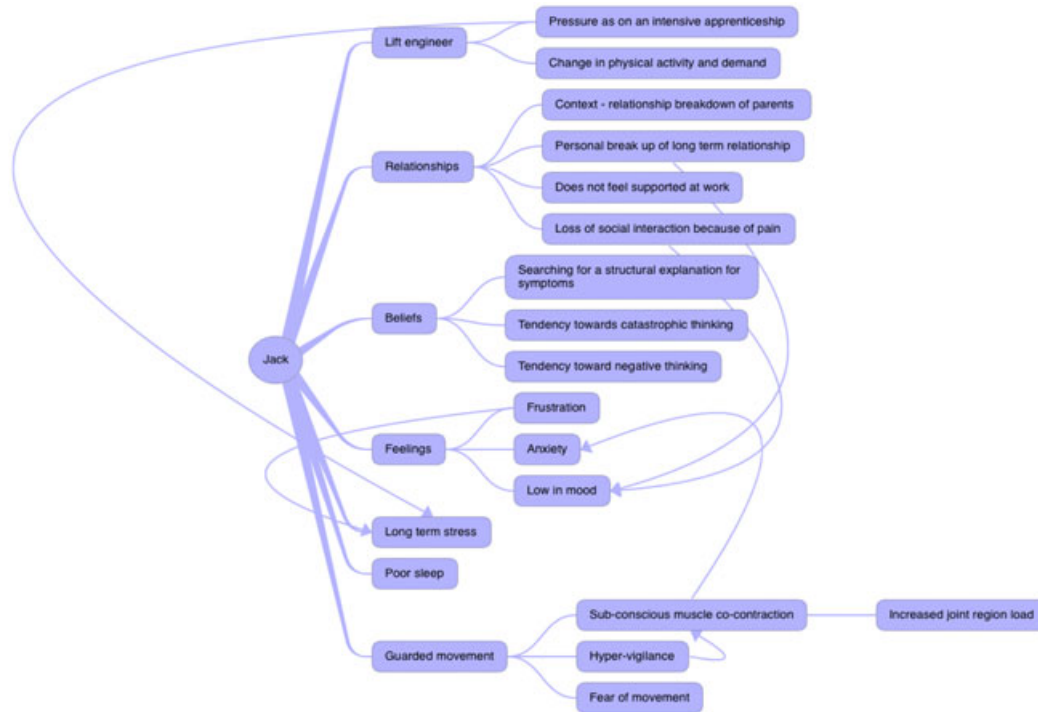 Pressure as on an intensive apprenticeship
Lift engineer
Change in physical activity and demand
Context - relationship breakdown of parents
Personal break up of long term relationship
Relationships
Does not feel supported at work
Loss of social interaction because of pain
Searching for a structural explanation for
symptoms
Beliefs
Tendency towards catastrophic thinking
Jack
Tendency toward negative thinking
Frustration
Feelings
Anxiety
Low in mood
Long term stress
Poor sleep
Sub-conscious muscle co-contraction
Increased joint region load
Guarded movement
Hyper-vigilance
Fear of movement